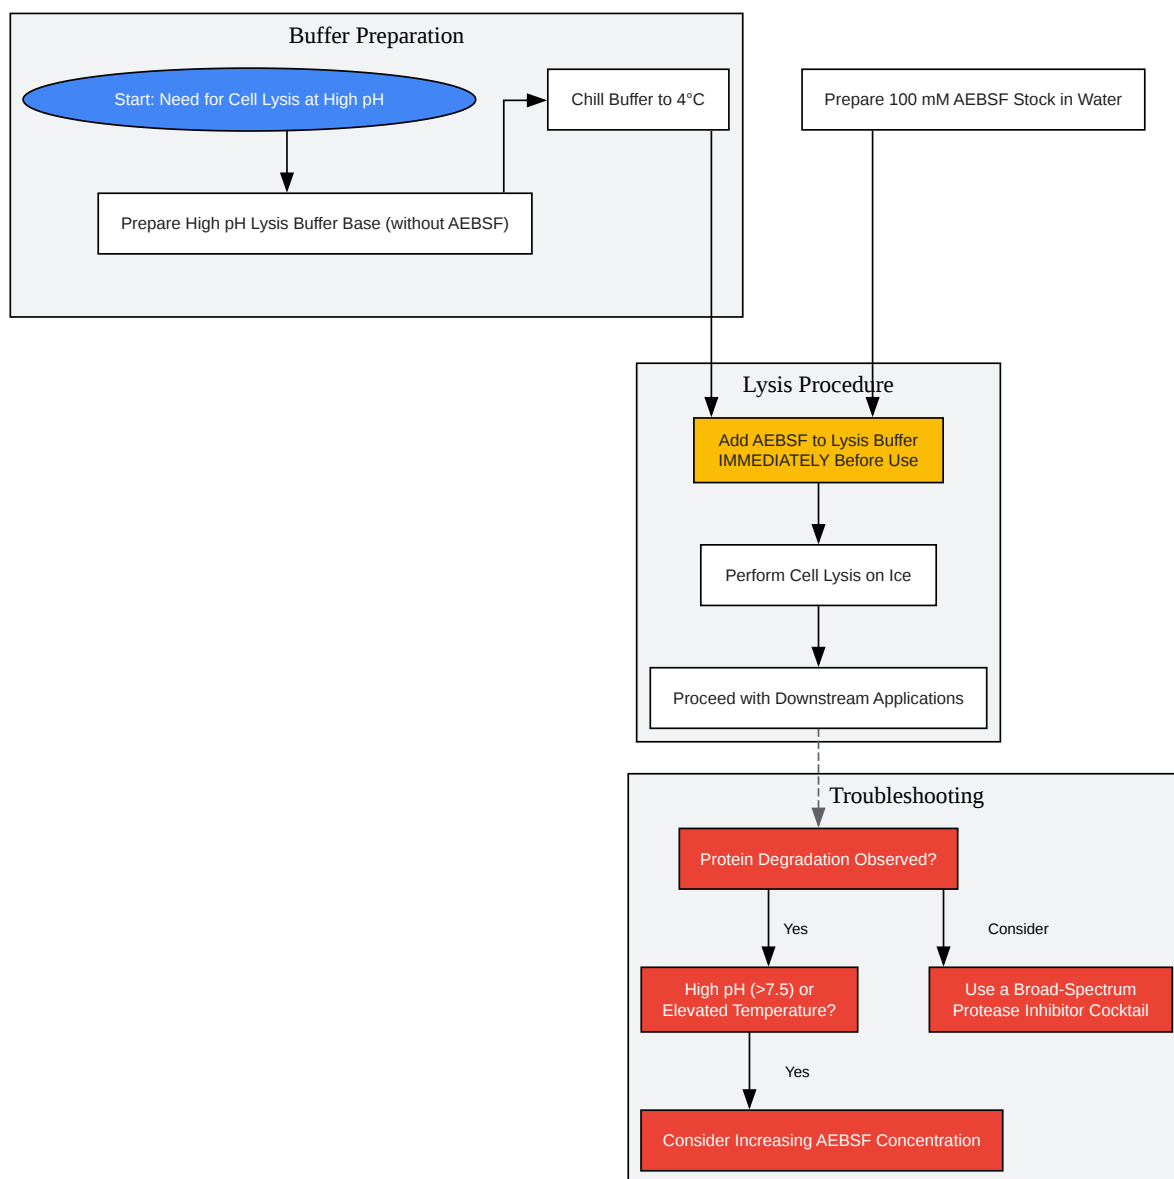 Buffer Preparation
Start: Need for Cell Lysis at High pH
Chill Buffer to 4°C
Prepare 100 mM AEBSF Stock in Water
Prepare High pH Lysis Buffer Base (without AEBSF)
Lysis Procedure
Add AEBSF to Lysis Buffer
IMMEDIATELY Before Use
Perform Cell Lysis on Ice
Proceed with Downstream Applications
Troubleshooting
Protein Degradation Observed?
Yes
Consider
High pH (>7.5) or
Elevated Temperature?
Use a Broad-Spectrum
Protease Inhibitor Cocktail
Yes
Consider Increasing AEBSF Concentration